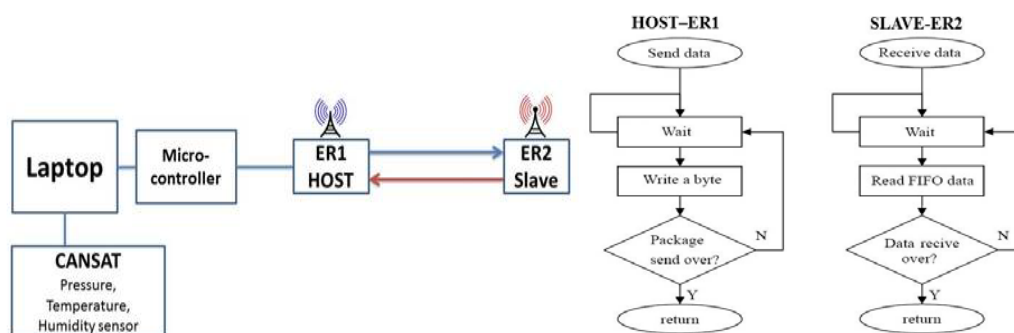 Laptop
Micro-
controller
ER1
HOST
ER2
Slave
CANSAT
Pressure,
Temperature,
Humidity sensor
HOST–ER1
Send data
Wait
Write a byte
Package
send over?
N
Y
return
SLAVE-ER2
Receive data
Wait
Read FIFO data
Data recive
over?
N
Y
return